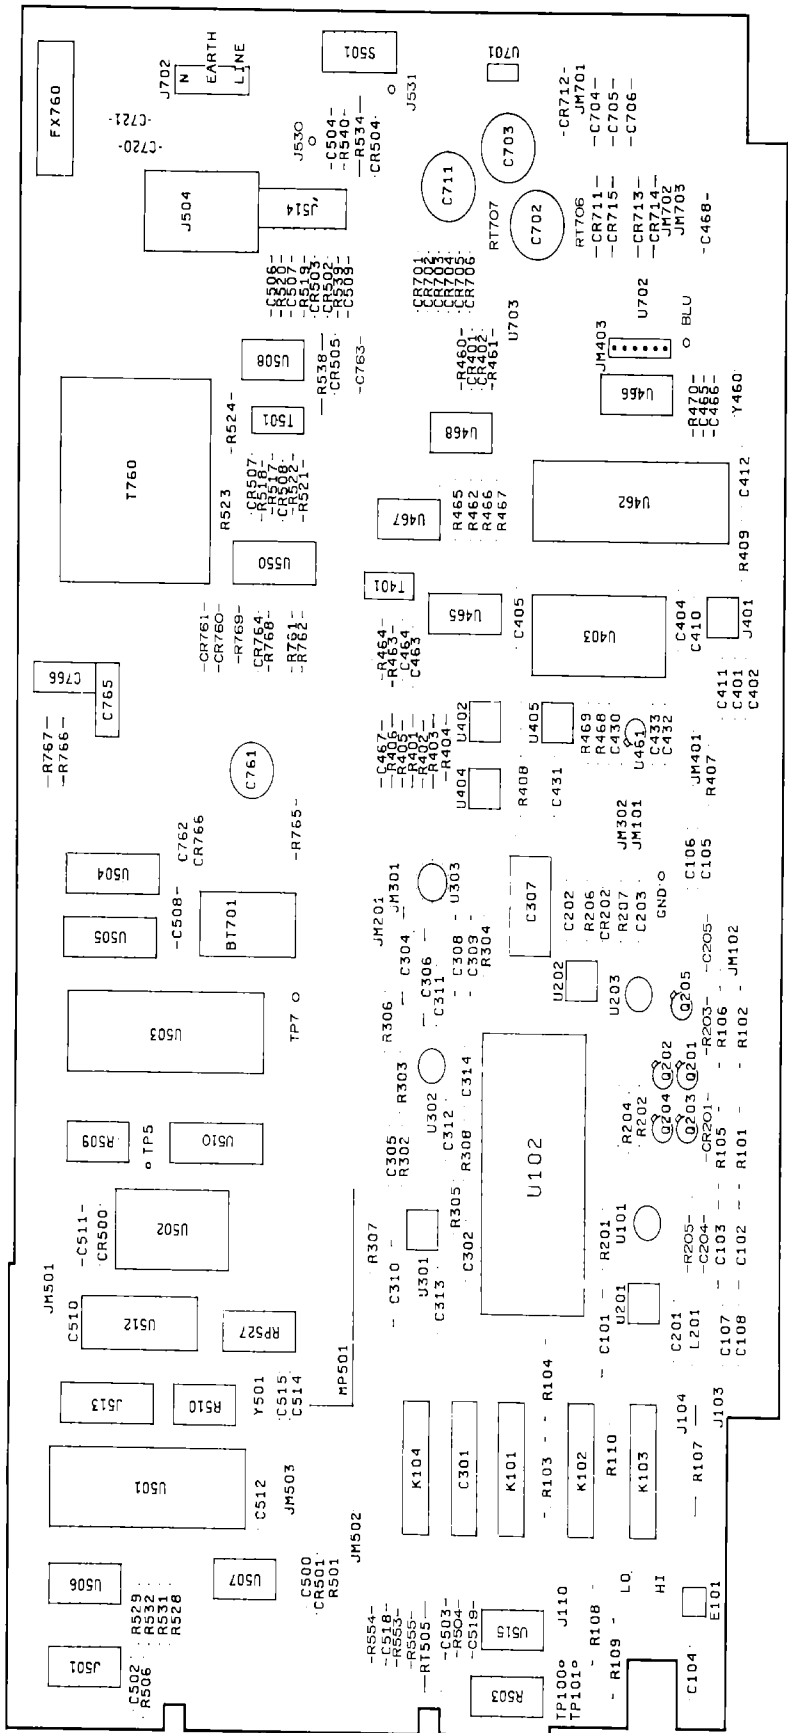 FX760
-C721-
-C720-
J702
N
EARTH
LINE
S501
J531
J530
-C504-
-R540-
-R534-
CR504
U701
-CR712-
JM701
-C704-
-C705-
-C706-
C703
C711
C702
RT707
RT706
-CR711-
-CR715-
-CR713-
-CR714-
JM702
JM703
-C468-
J504
J514
-C506-
-R520-
-C507-
-R519-
CR503
CR502
-R539-
-C509-
CR701
CR702
CR703
CR704
CR705
CR706
U703
U702
JM403
BLU
U508
-R538-
CR505
-C763-
-R460-
CR401
CR402
-R461-
U466
-R470-
-C465-
-C466-
Y460
T760
-R524-
T501
R523
CR507
-R518-
-R517-
CR508
-R522-
-R521-
U468
U467
R465
R462
R466
R467
U462
C412
R409
U550
T401
U465
C405
U403
C404
C410
J401
-CR761-
-CR760-
-R769-
CR764
-R768-
-R761-
-R762-
-R464-
-R463-
C464
C463
C411
C401
C402
C766
C765
-R767-
-R766-
C761
-C467-
-R406-
-R405-
-R401-
-R402-
-R403-
-R404-
U402
U404
U405
R408
C431
R469
R468
C430
U461
C433
C432
JM401
R407
JM302
JM101
-R765-
C762
CR766
U504
U505
-C508-
BT701
JM201
JM301
U303
C307
C202
R206
CR202
R207
C203
GND
C106
C105
C304
C306
C311
C308
C309
R304
U202
U203
Q205
-C205-
JM102
U503
TP7
R306
R303
U302
C314
C312
R308
U102
Q202
Q201
Q204
Q203
R204
R202
-R203-
R106
R102
-CR201-
R105
R101
R509
TP5
U510
C305
R302
R305
C302
-C511-
CR500
U502
R307
C310
U301
C313
R201
U101
-R205-
-C204-
C103
C102
JM501
C510
U512
RP527
MP501
C101
U201
C201
L201
C107
C108
J513
R510
Y501
C515
C514
R104
J104
J103
U501
C512
JM503
K104
C301
K101
R103
K102
R110
K103
R107
JM502
U506
U507
C500
CR501
R501
R529
R532
R531
R528
J501
C502
R506
-R554-
-C518-
-R553-
-R555-
-RT505-
-C503-
-R504-
-C519-
U515
R503
J110
TP100
TP101
R108
R109
LO
HI
E101
C104